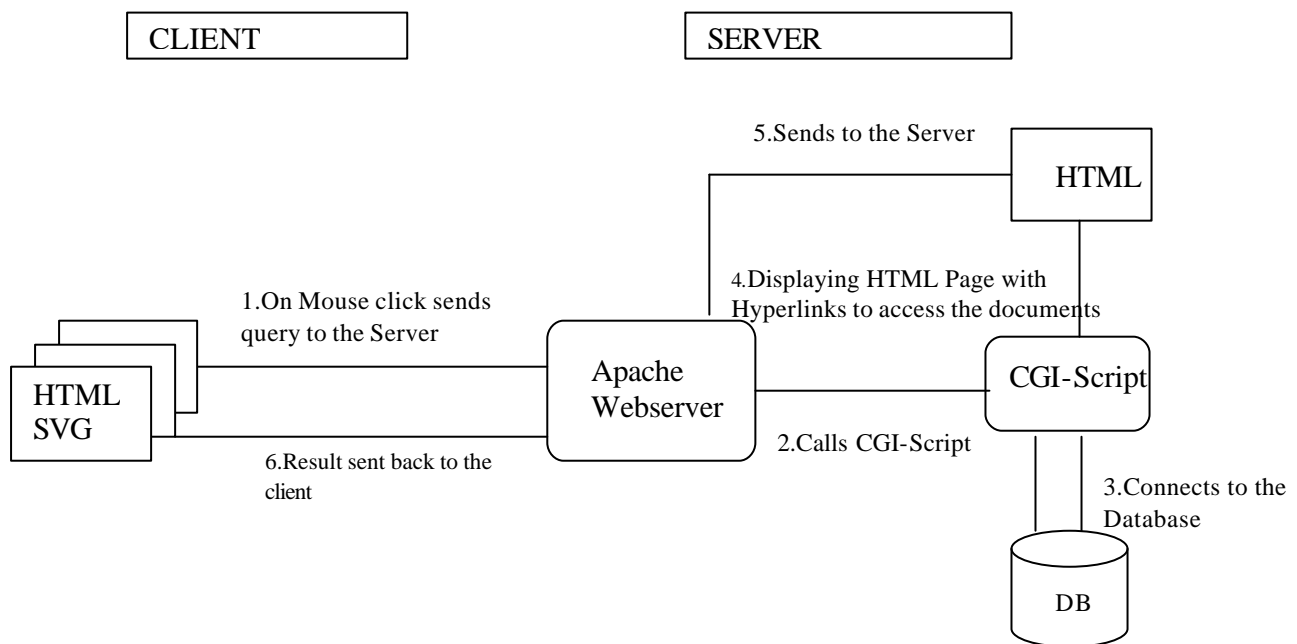 CLIENT
SERVER
5.Sends to the Server
HTML
4.Displaying HTML Page with
Hyperlinks to access the documents
1.On Mouse click sends
query to the Server
Apache
Webserver
CGI-Script
HTML
SVG
2.Calls CGI-Script
6.Result sent back to the
client
3.Connects to the
Database
DB